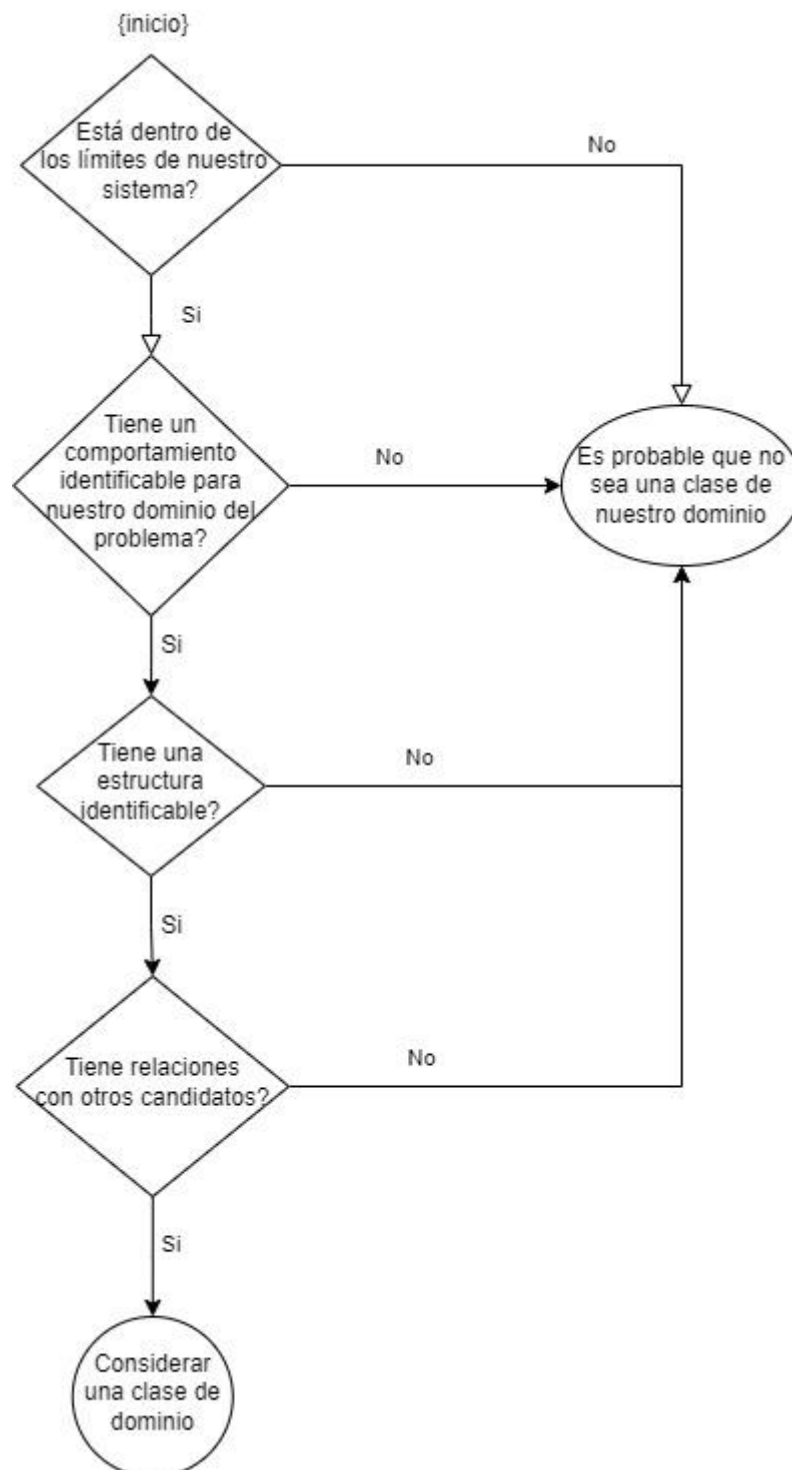 {inicio}
Está dentro de
los límites de nuestro
sistema?
No
Si
Tiene un
comportamiento
identificable para
nuestro dominio del
problema?
No
Es probable que no
sea una clase de
nuestro dominio
Si
Tiene una
estructura
identificable?
No
Si
Tiene relaciones
con otros candidatos?
No
Si
Considerar
una clase de
dominio